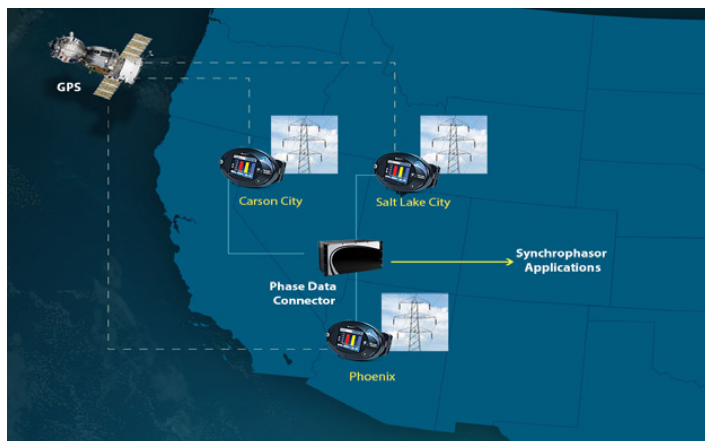 GPS
Carson City
Salt Lake City
Synchrophasor
Applications
Phase Data
Connector
Phoenix